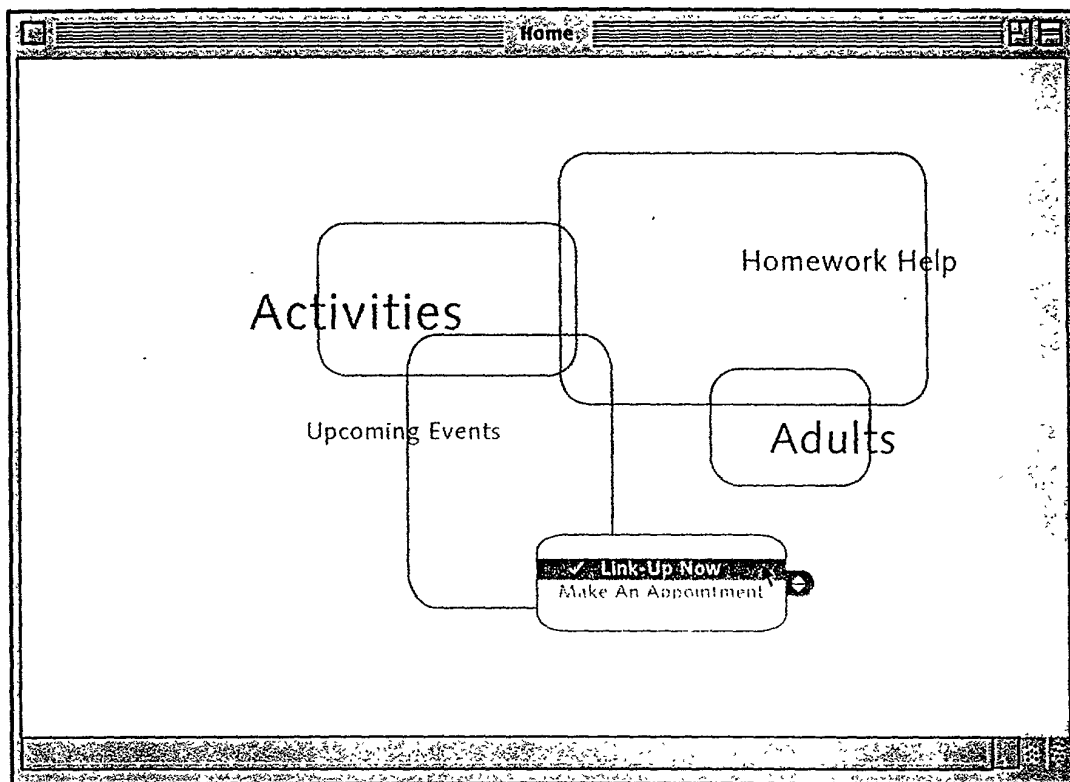 Home
Homework Help
Activities
Upcoming Events
Adults
✓ Link-Up Now
Make An Appointment